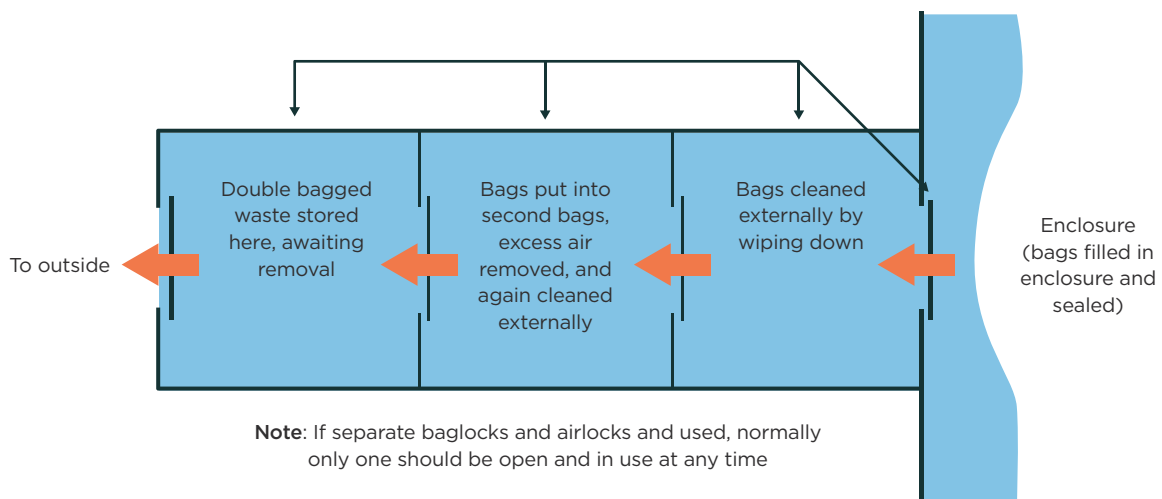 Double bagged
waste stored
here, awaiting
removal
Bags put into
second bags,
excess air
removed, and
again cleaned
externally
Bags cleaned
externally by
wiping down
To outside
Enclosure
(bags filled in
enclosure and
sealed)
Note: If separate baglocks and airlocks and used, normally
only one should be open and in use at any time